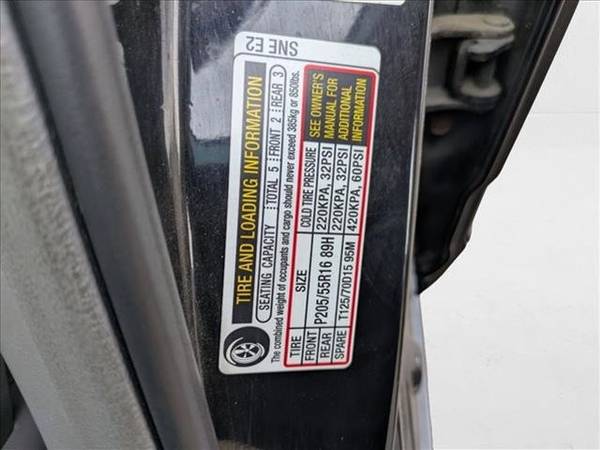 SNE E2
TIRE AND LOADING INFORMATION
SEATING CAPACITY TOTAL 5 FRONT 2 REAR 3
The combined weight of occupants and cargo should never exceed 385kg or 850lbs.
TIRE SIZE COLD TIRE PRESSURE
FRONT P205/55R16 89H 220KPA, 32PSI
REAR 220KPA, 32PSI
SPARE T125/70D15 95M 420KPA, 60PSI
SEE OWNER'S
MANUAL FOR
ADDITIONAL
INFORMATION